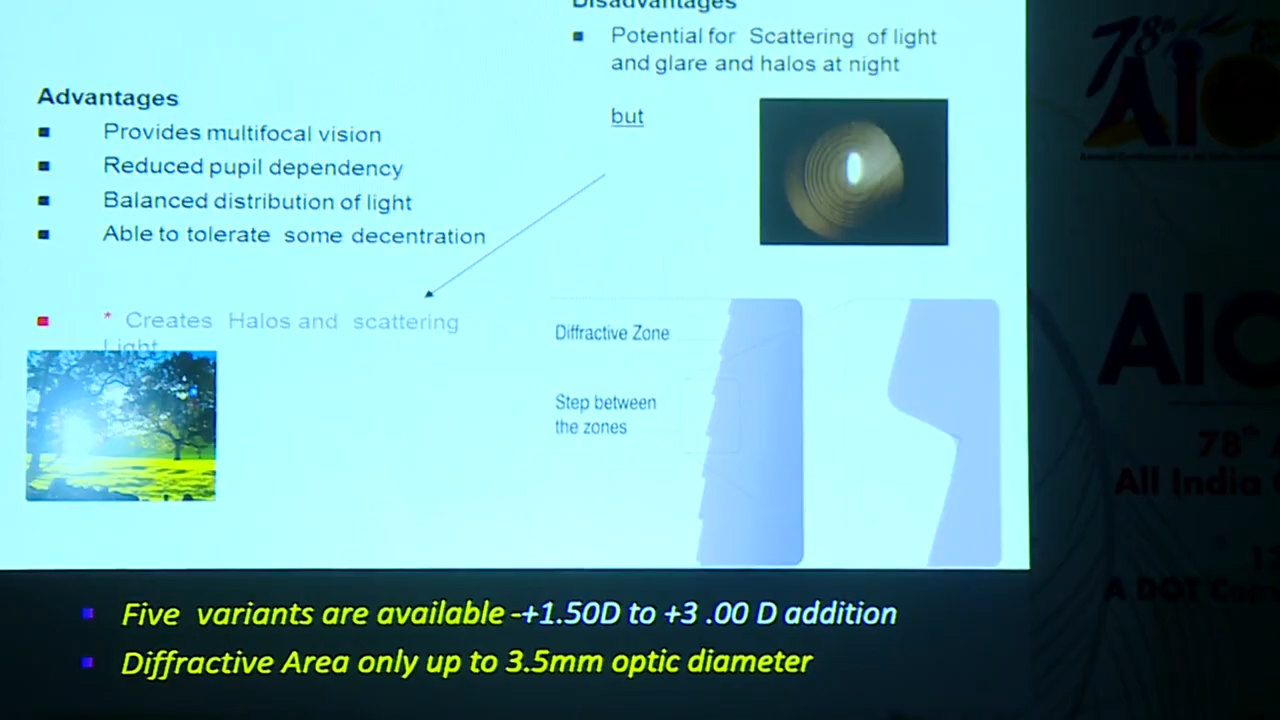 Disadvantages
Potential for Scattering of light
and glare and halos at night
but
Advantages
Provides multifocal vision
Reduced pupil dependency
Balanced distribution of light
Able to tolerate some decentration
* Creates Halos and scattering
Light
Diffractive Zone
Step between
the zones
Five variants are available -+1.50D to +3 .00 D addition
Diffractive Area only up to 3.5mm optic diameter
78th
AIO
AIC
78th
All India
A DOT